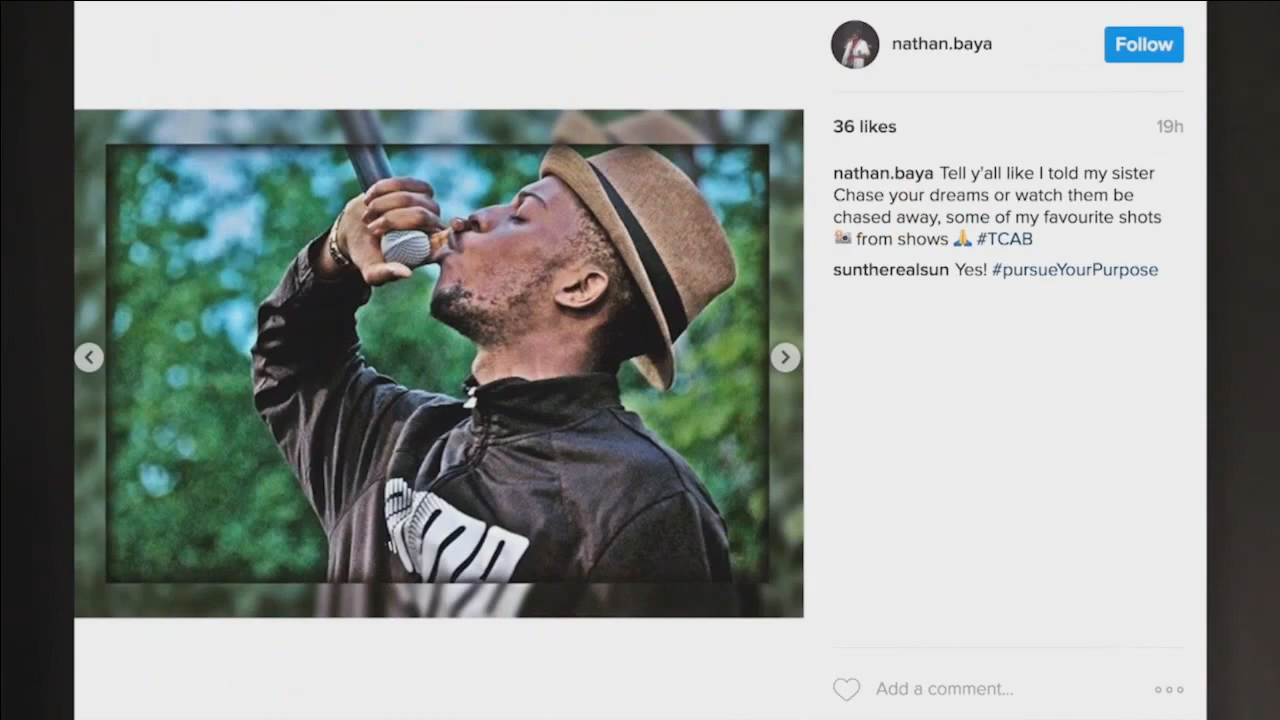 nathan.baya
Follow
36 likes
19h
nathan.baya Tell y'all like I told my sister
Chase your dreams or watch them be
chased away, some of my favourite shots
📸 from shows 🙏 #TCAB
suntherealsun Yes! #pursueYourPurpose
Add a comment...